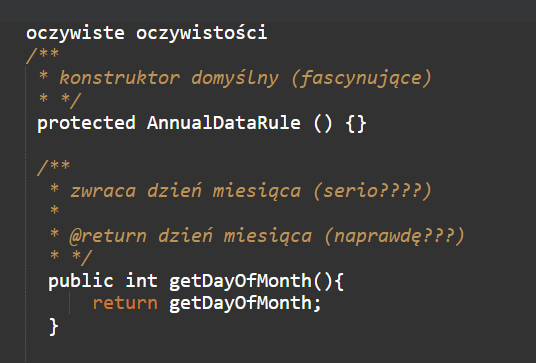 oczywiste oczywistości
/**
* konstruktor domyślny (fascynujące)
* */
protected AnnualDataRule () {}
/**
* zwraca dzień miesiąca (serio????)
*
* @return dzień miesiąca (naprawdę???)
* */
public int getDayOfMonth(){
return getDayOfMonth;
}